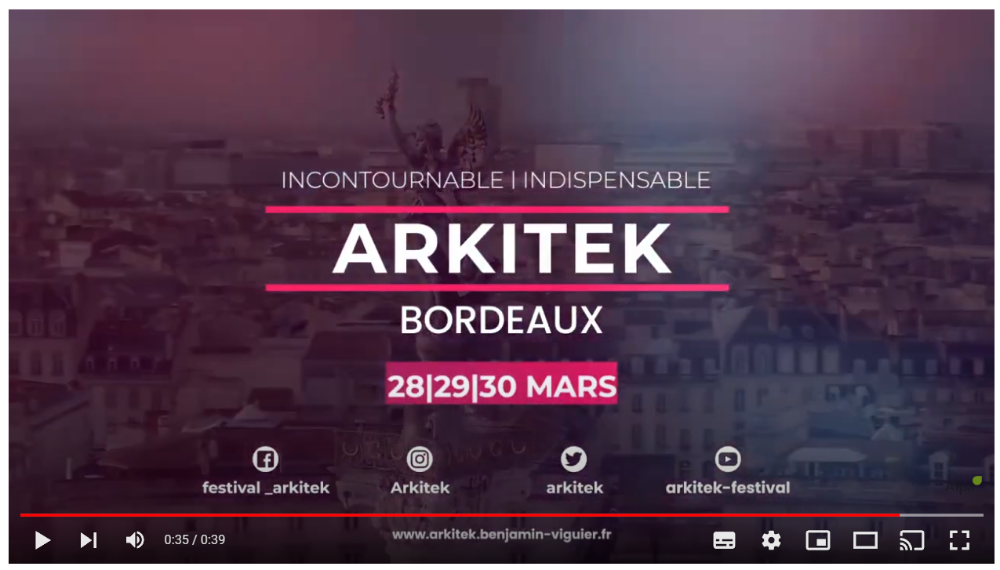 INCONTOURNABLE | INDISPENSABLE
ARKITEK
BORDEAUX
28|29|30 MARS
festival _arkitek
Arkitek
arkitek
arkitek-festival
www.arkitek.benjamin-viguier.fr
0:35 / 0:39